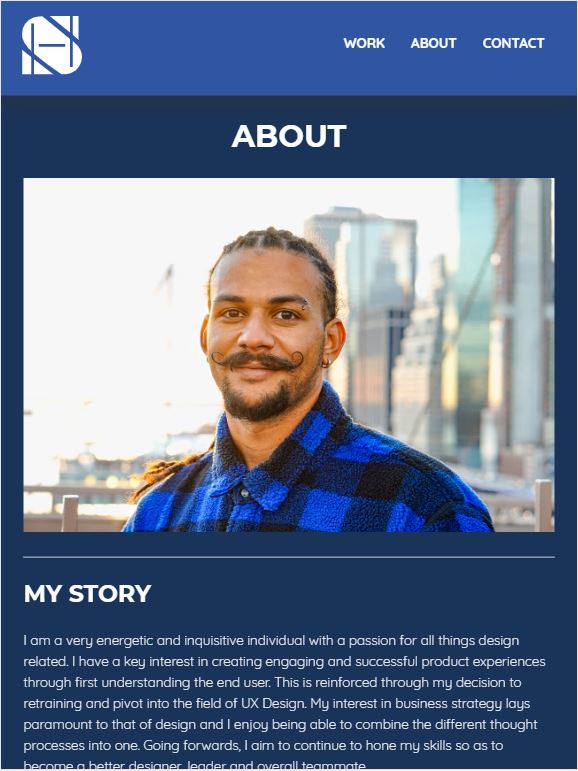 WORK ABOUT CONTACT
ABOUT
MY STORY
I am a very energetic and inquisitive individual with a passion for all things design
related. I have a key interest in creating engaging and successful product experiences
through first understanding the end user. This is reinforced through my decision to
retraining and pivot into the field of UX Design. My interest in business strategy lays
paramount to that of design and I enjoy being able to combine the different thought
processes into one. Going forwards, I aim to continue to hone my skills so as to
become a better designer, leader and overall teammate.